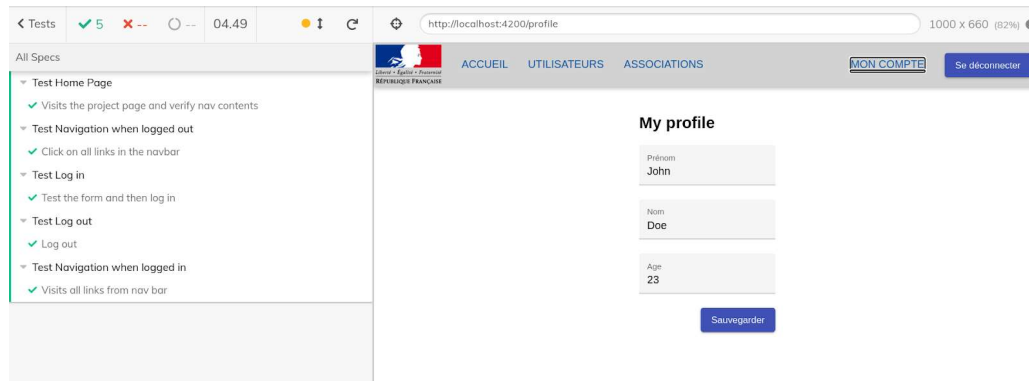 Tests 5 -- -- 04.49 http://localhost:4200/profile 1000 x 660 (82%)
All Specs
Test Home Page
Visits the project page and verify nav contents
Test Navigation when logged out
Click on all links in the navbar
Test Log in
Test the form and then log in
Test Log out
Log out
Test Navigation when logged in
Visits all links from nav bar
Liberté • Égalité • Fraternité
RÉPUBLIQUE FRANÇAISE
ACCUEIL UTILISATEURS ASSOCIATIONS MON COMPTE Se déconnecter
My profile
Prénom
John
Nom
Doe
Age
23
Sauvegarder